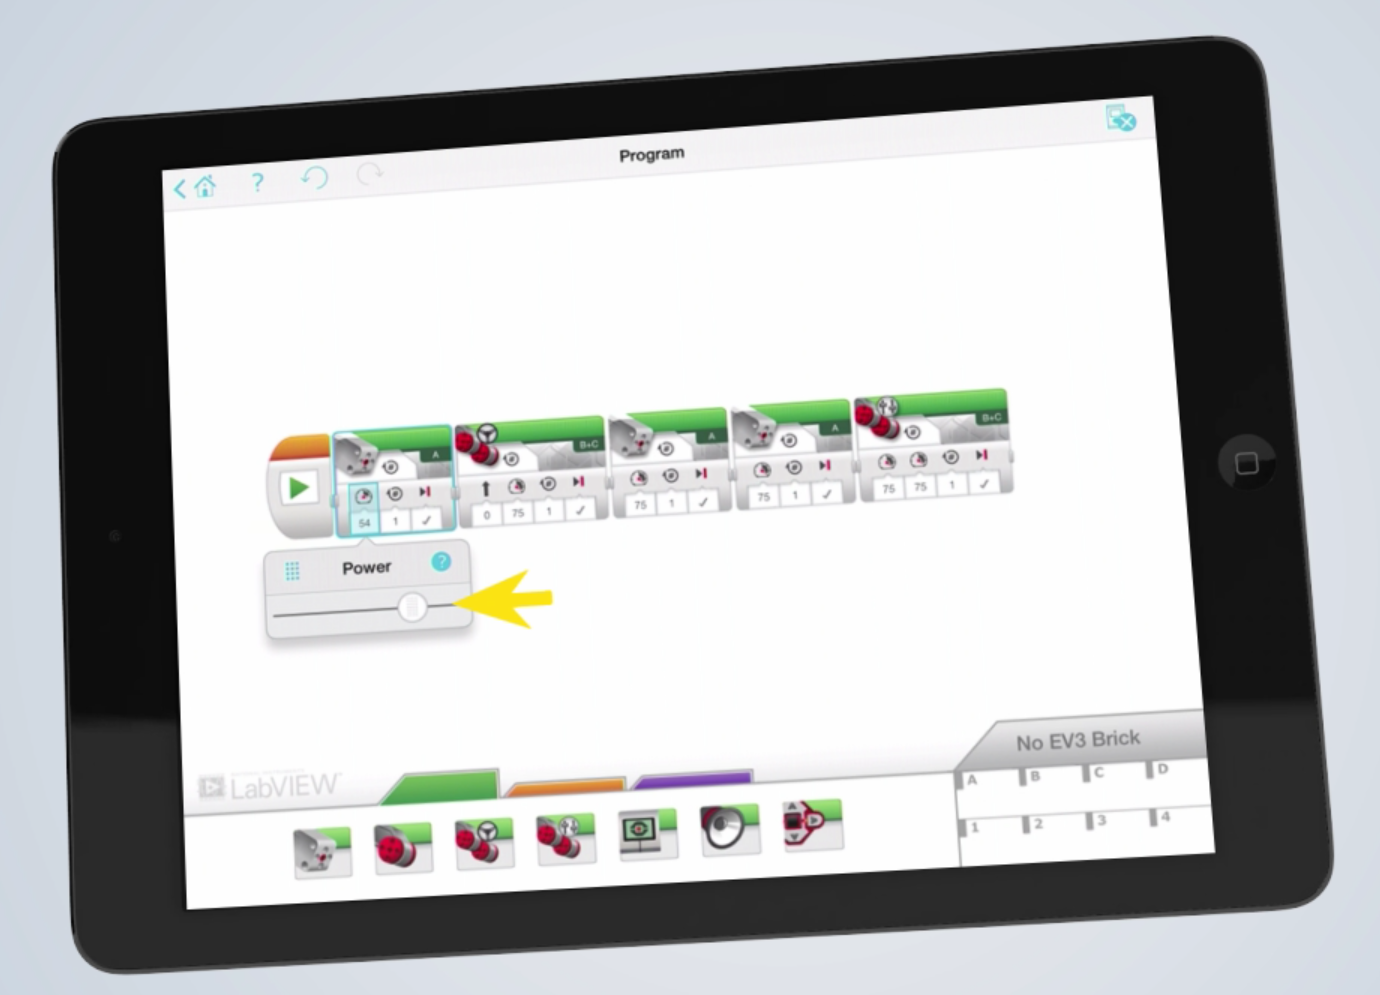 Program
?
A
B+C
A
A
B+C
54 1
0 75 1
75 1
75 1
75 75 1
Power
?
No EV3 Brick
LabVIEW
A B C D
1 2 3 4